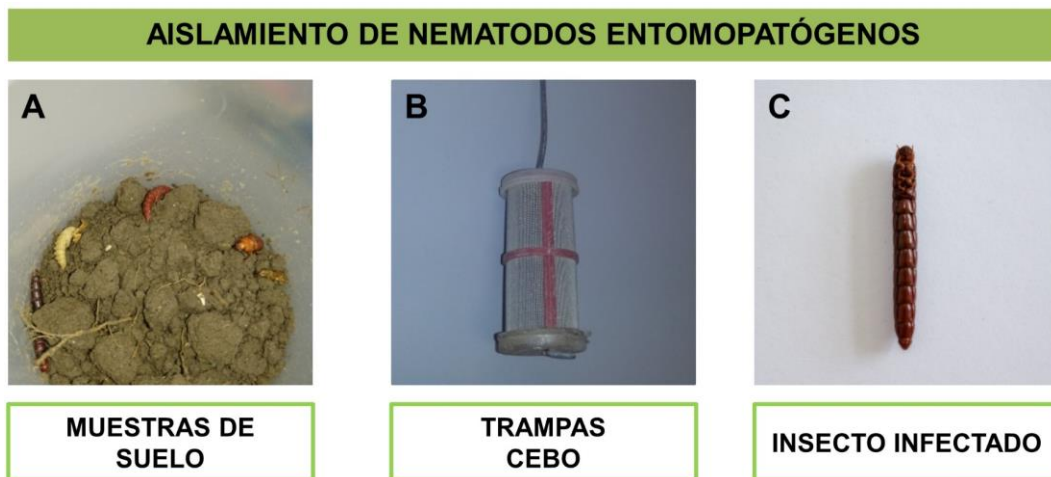 AISLAMIENTO DE NEMATODOS ENTOMOPATÓGENOS
A
B
C
MUESTRAS DE
SUELO
TRAMPAS
CEBO
INSECTO INFECTADO